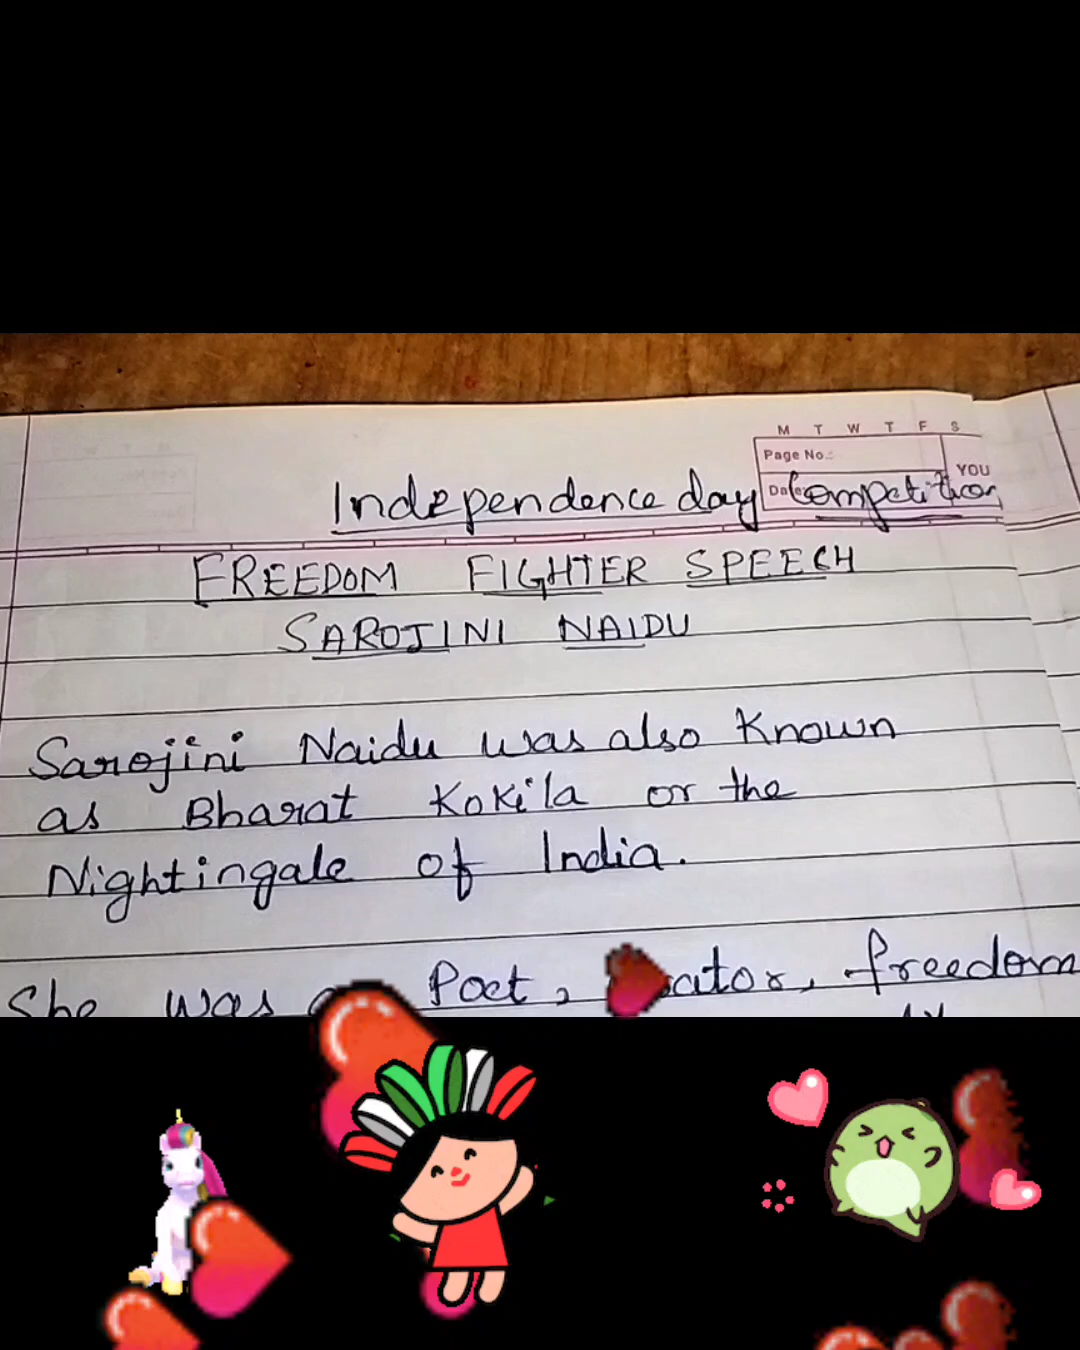 M T W T F S
Page No.:
YOU
Independence day Competition
FREEDOM FIGHTER SPEECH
SAROJINI NAIDU
Sarojini Naidu was also known
as Bharat Kokila or the
Nightingale of India.
She was a Poet, freedom